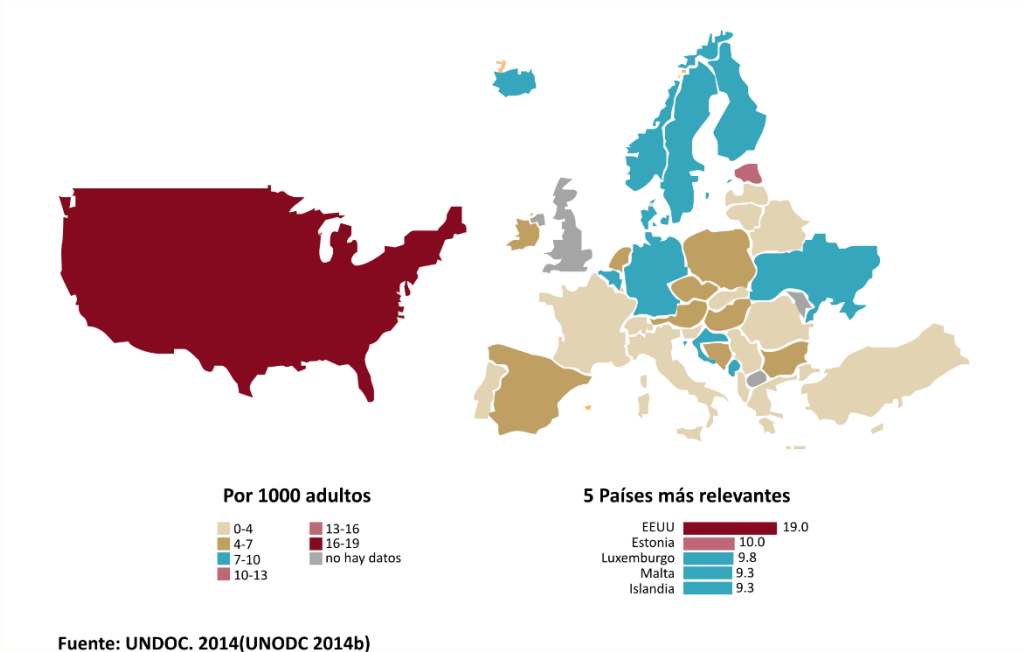 Por 1000 adultos
0-4
4-7
7-10
10-13
13-16
16-19
no hay datos
5 Países más relevantes
EEUU 19.0
Estonia 10.0
Luxemburgo 9.8
Malta 9.3
Islandia 9.3
Fuente: UNDOC. 2014(UNODC 2014b)